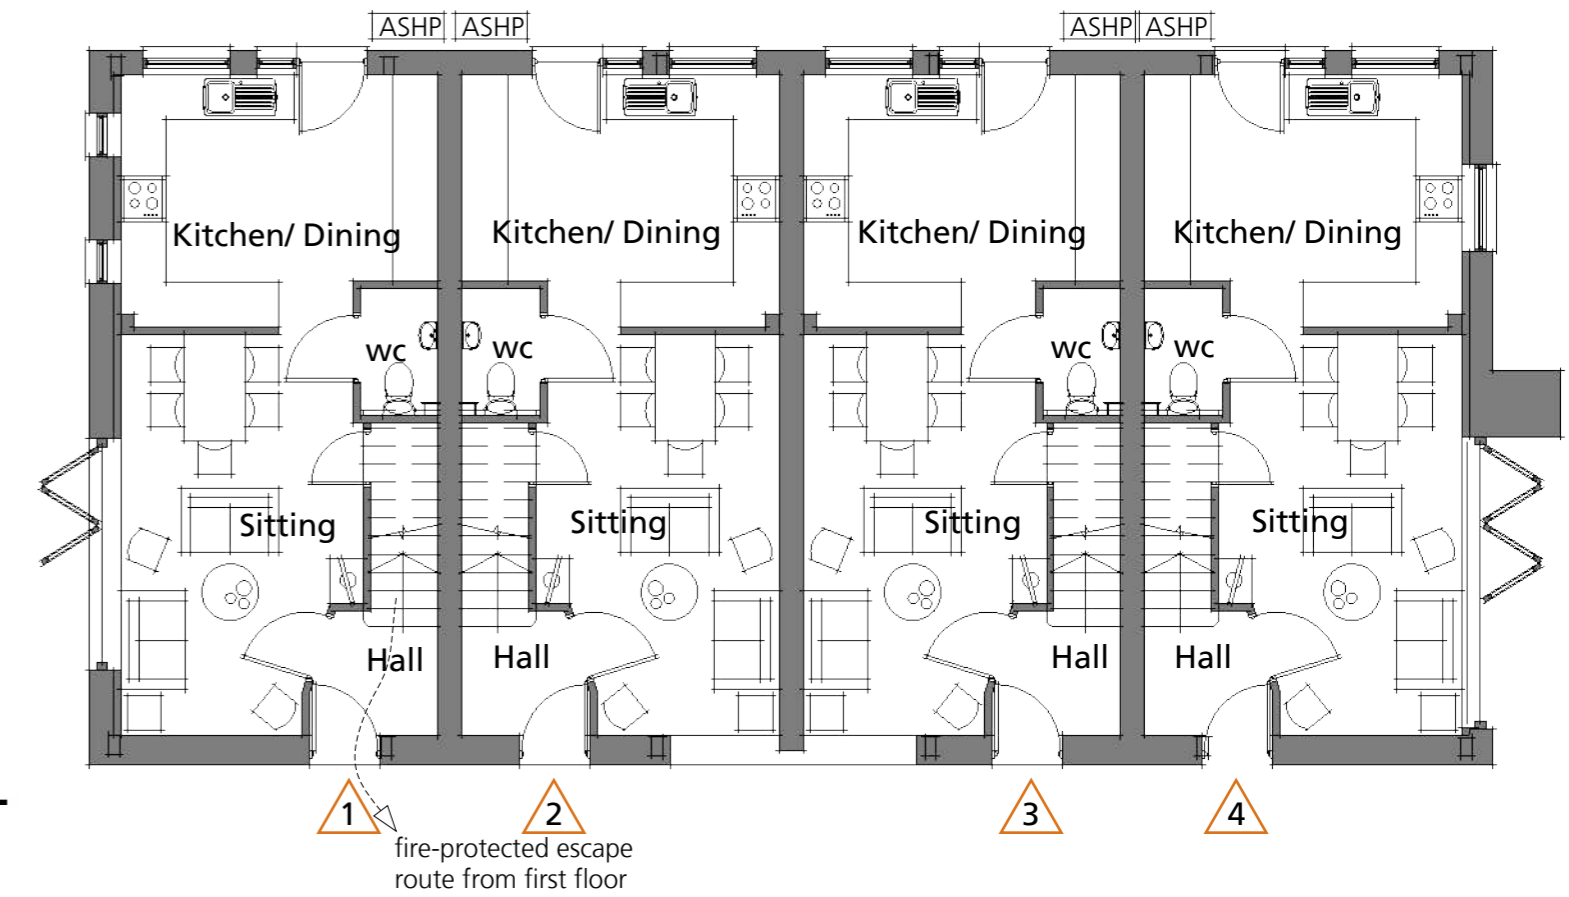 ASHP ASHP ASHP ASHP
Kitchen/ Dining Kitchen/ Dining Kitchen/ Dining Kitchen/ Dining
wc wc wc wc
Sitting Sitting Sitting Sitting
Hall Hall Hall Hall
1 2 3 4
fire-protected escape
route from first floor